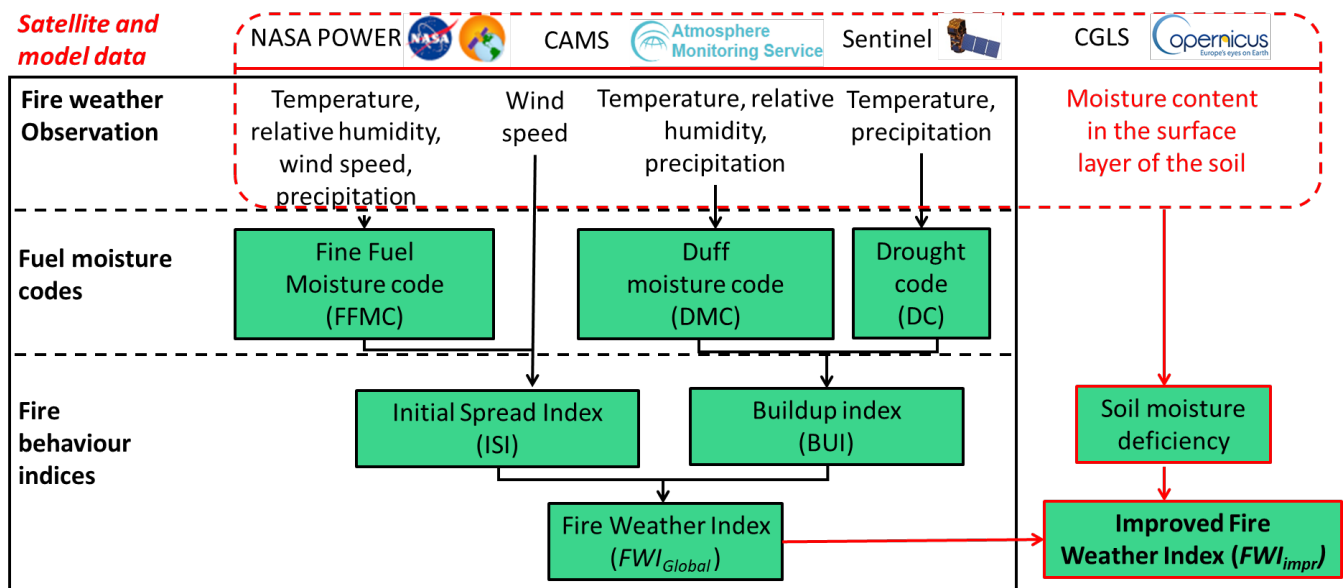 Satellite and
model data
NASA POWER
NASA
CAMS
Atmosphere
Monitoring Service
Sentinel
CGLS
opernicus
Europe's eyes on Earth
Fire weather
Observation
Temperature,
relative humidity,
wind speed,
precipitation
Wind
speed
Temperature, relative
humidity,
precipitation
Temperature,
precipitation
Moisture content
in the surface
layer of the soil
Fuel moisture
codes
Fine Fuel
Moisture code
(FFMC)
Duff
moisture code
(DMC)
Drought
code
(DC)
Fire
behaviour
indices
Initial Spread Index
(ISI)
Buildup index
(BUI)
Soil moisture
deficiency
Fire Weather Index
(FWIGlobal)
Improved Fire
Weather Index (FWIimpr)